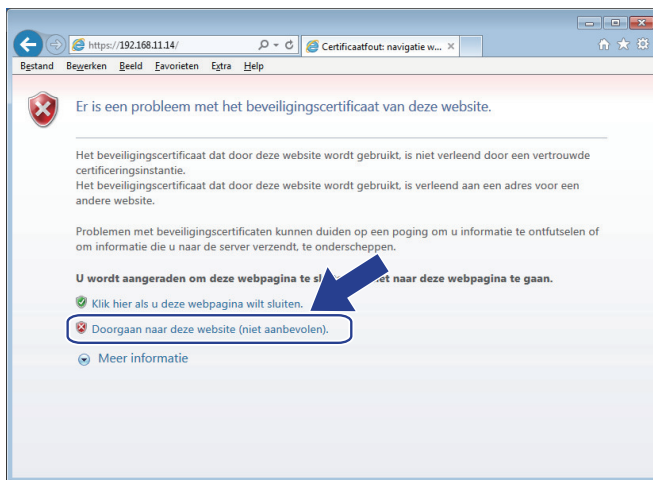 https://192.168.11.14/
Certificaatfout: navigatie w...
Bestand Bewerken Beeld Favorieten Extra Help
Er is een probleem met het beveiligingscertificaat van deze website.
Het beveiligingscertificaat dat door deze website wordt gebruikt, is niet verleend door een vertrouwde
certificeringsinstantie.
Het beveiligingscertificaat dat door deze website wordt gebruikt, is verleend aan een adres voor een
andere website.
Problemen met beveiligingscertificaten kunnen duiden op een poging om u informatie te ontfutselen of
om informatie die u naar de server verzendt, te onderscheppen.
U wordt aangeraden om deze webpagina te naar deze webpagina te gaan.
Klik hier als u deze webpagina wilt sluiten.
Doorgaan naar deze website (niet aanbevolen).
Meer informatie